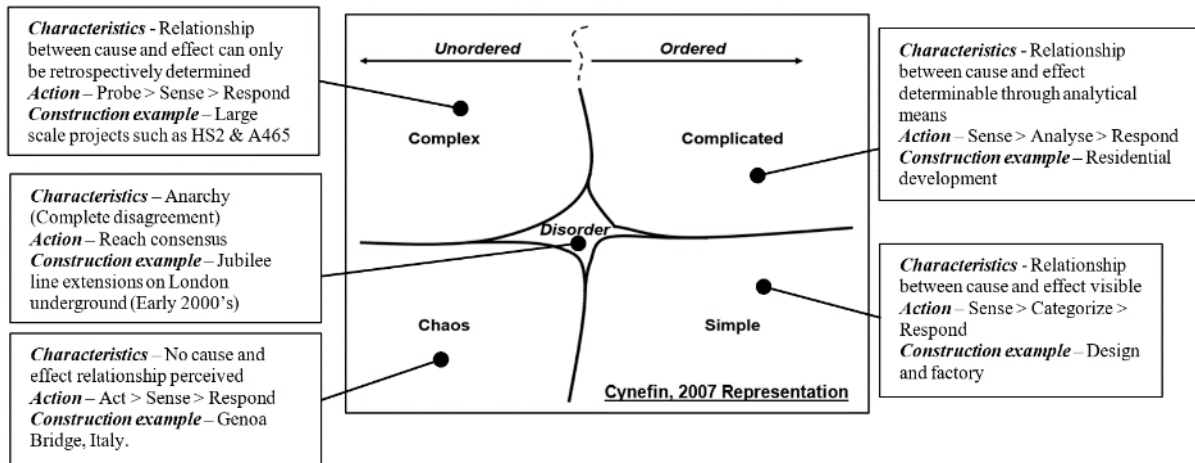 Characteristics - Relationship
between cause and effect can only
be retrospectively determined
Action – Probe > Sense > Respond
Construction example – Large
scale projects such as HS2 & A465
Characteristics – Anarchy
(Complete disagreement)
Action – Reach consensus
Construction example – Jubilee
line extensions on London
underground (Early 2000’s)
Characteristics – No cause and
effect relationship perceived
Action – Act > Sense > Respond
Construction example – Genoa
Bridge, Italy.
Unordered
Ordered
Complex
Complicated
Disorder
Chaos
Simple
Cynefin, 2007 Representation
Characteristics - Relationship
between cause and effect
determinable through analytical
means
Action – Sense > Analyse > Respond
Construction example – Residential
development
Characteristics - Relationship
between cause and effect visible
Action – Sense > Categorize >
Respond
Construction example – Design
and factory